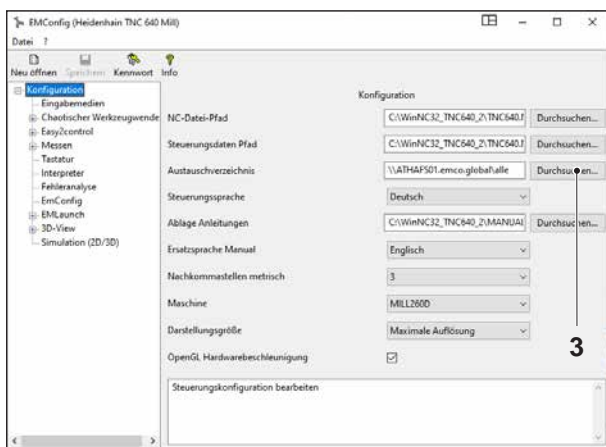 EMConfig (Heidenhain TNC 640 Mill)
Datei ?
Neu öffnen Speichern Kennwort Info
Konfiguration
Eingabemedien
Chaotischer Werkzeugwende
Easy2control
Messen
Tastatur
Interpreter
Fehleranalyse
EmConfig
EMLaunch
3D-View
Simulation (2D/3D)
Konfiguration
NC-Datei-Pfad C:\WinNC32_TNC640_2\TNC640.I Durchsuchen...
Steuerungsdaten Pfad C:\WinNC32_TNC640_2\TNC640.I Durchsuchen...
Austauschverzeichnis \\ATHAFS01.emco.global\alle Durchsuchen...
Steuerungssprache Deutsch
Ablage Anleitungen C:\WinNC32_TNC640_2\MANUAL Durchsuchen...
Ersatzsprache Manual Englisch
Nachkommastellen metrisch 3
Maschine MILL260D
Darstellungsgröße Maximale Auflösung
OpenGL Hardwarebeschleunigung
3
Steuerungskonfiguration bearbeiten